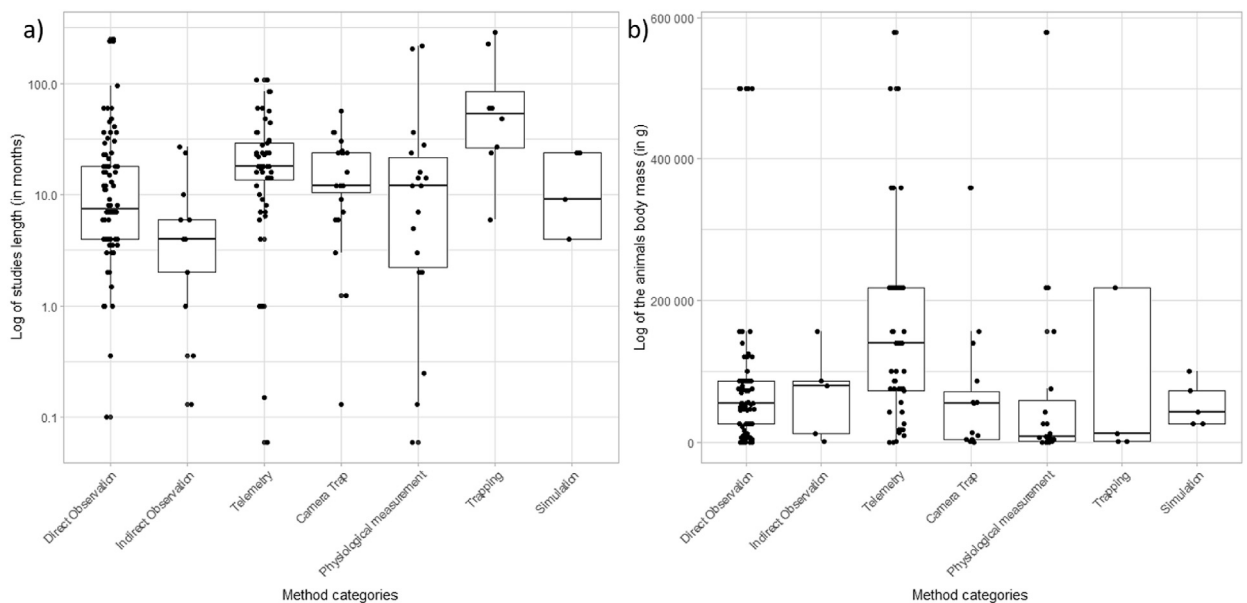 a)
Log of studies length (in months)
100.0
10.0
1.0
0.1
Direct Observation
Indirect Observation
Telemetry
Camera Trap
Physiological measurement
Trapping
Simulation
Method categories
b)
Log of the animals body mass (in g)
600 000
400 000
200 000
0
Direct Observation
Indirect Observation
Telemetry
Camera Trap
Physiological measurement
Trapping
Simulation
Method categories